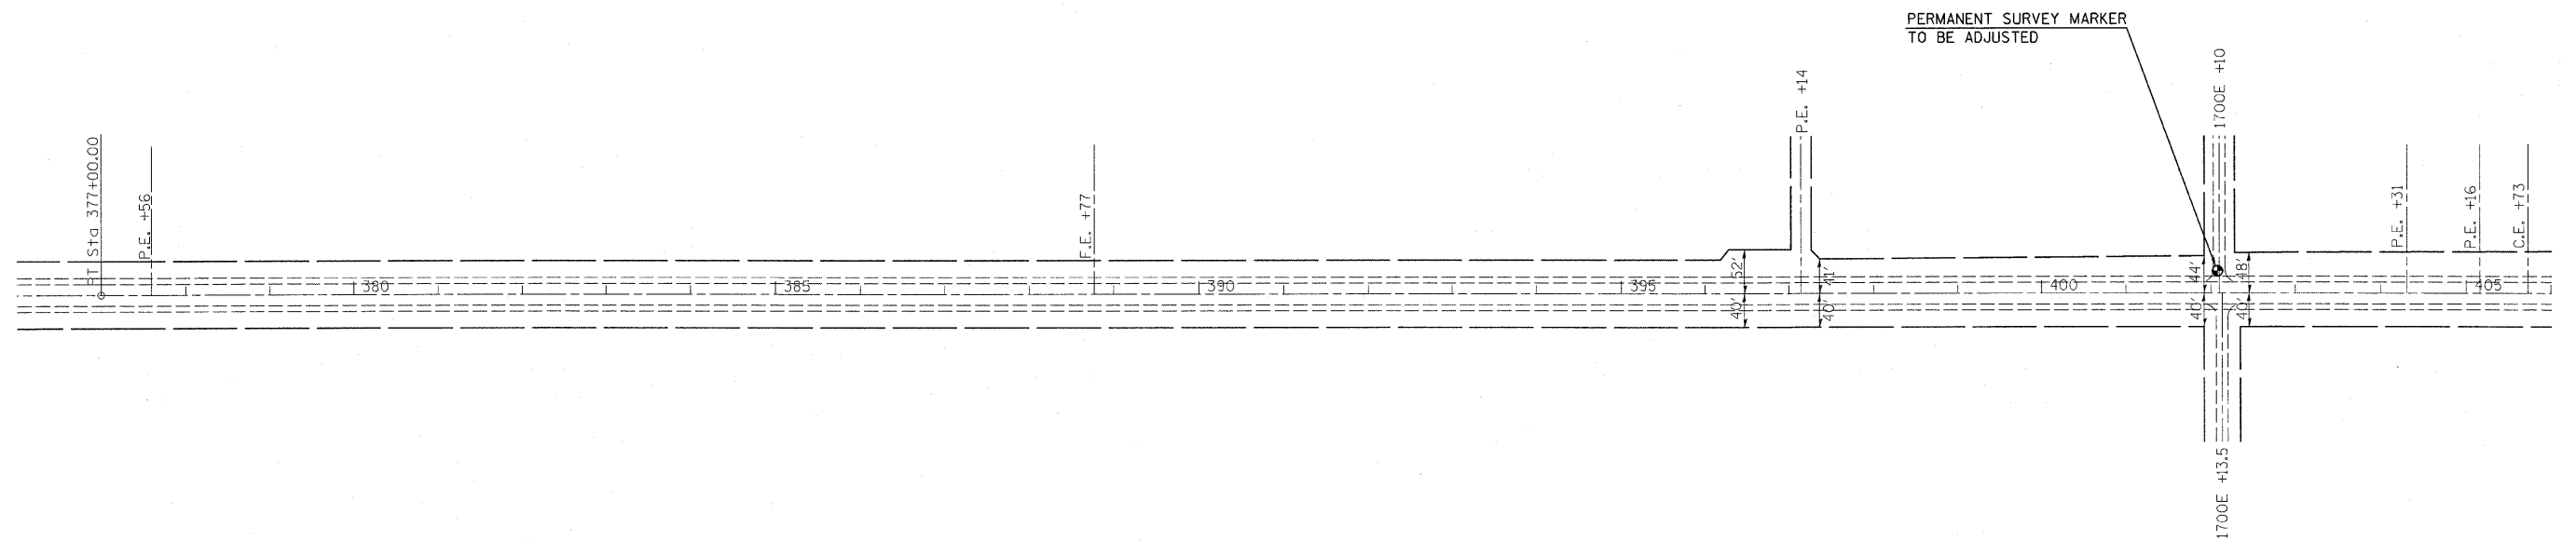 PERMANENT SURVEY MARKER
TO BE ADJUSTED
PT Sta 377+00.00
P.E. +56
F.E. +77
P.E. +14
1700E +10
P.E. +31
P.E. +16
C.E. +73
380
385
390
395
400
405
52'
41'
44'
48'
40'
40'
40'
40'
1700E +13.5